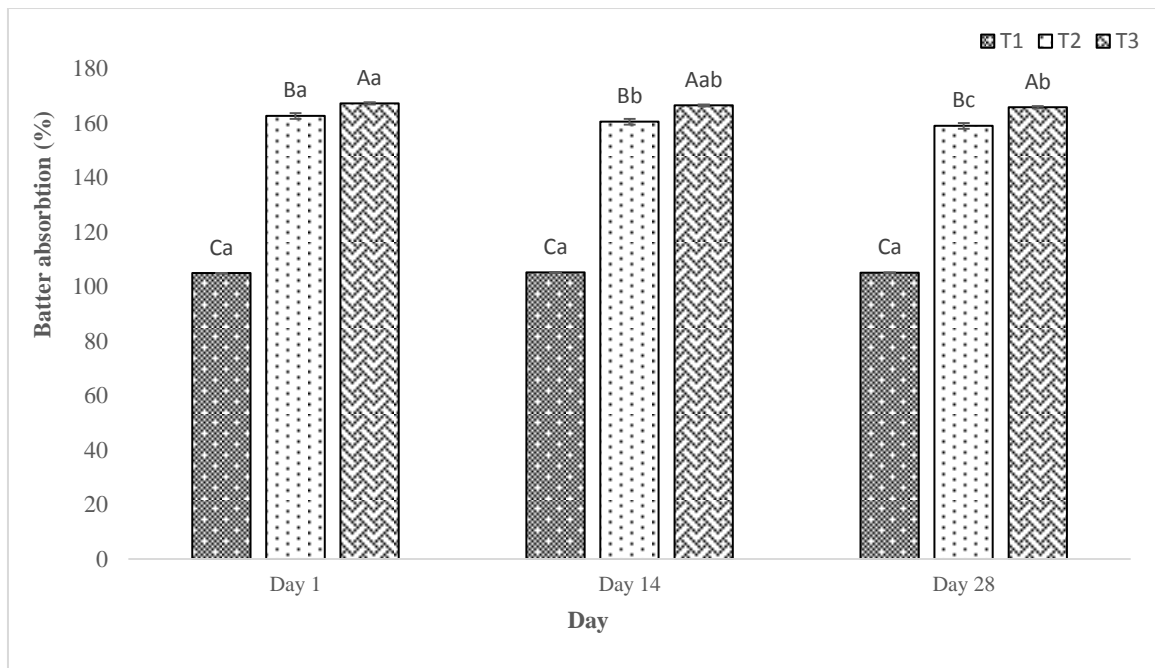 T1 T2 T3
180
160
140
120
100
80
60
40
20
0
Batter absorbtion (%)
Ca Ba Aa
Ca Bb Aab
Ca Bc Ab
Day 1 Day 14 Day 28
Day